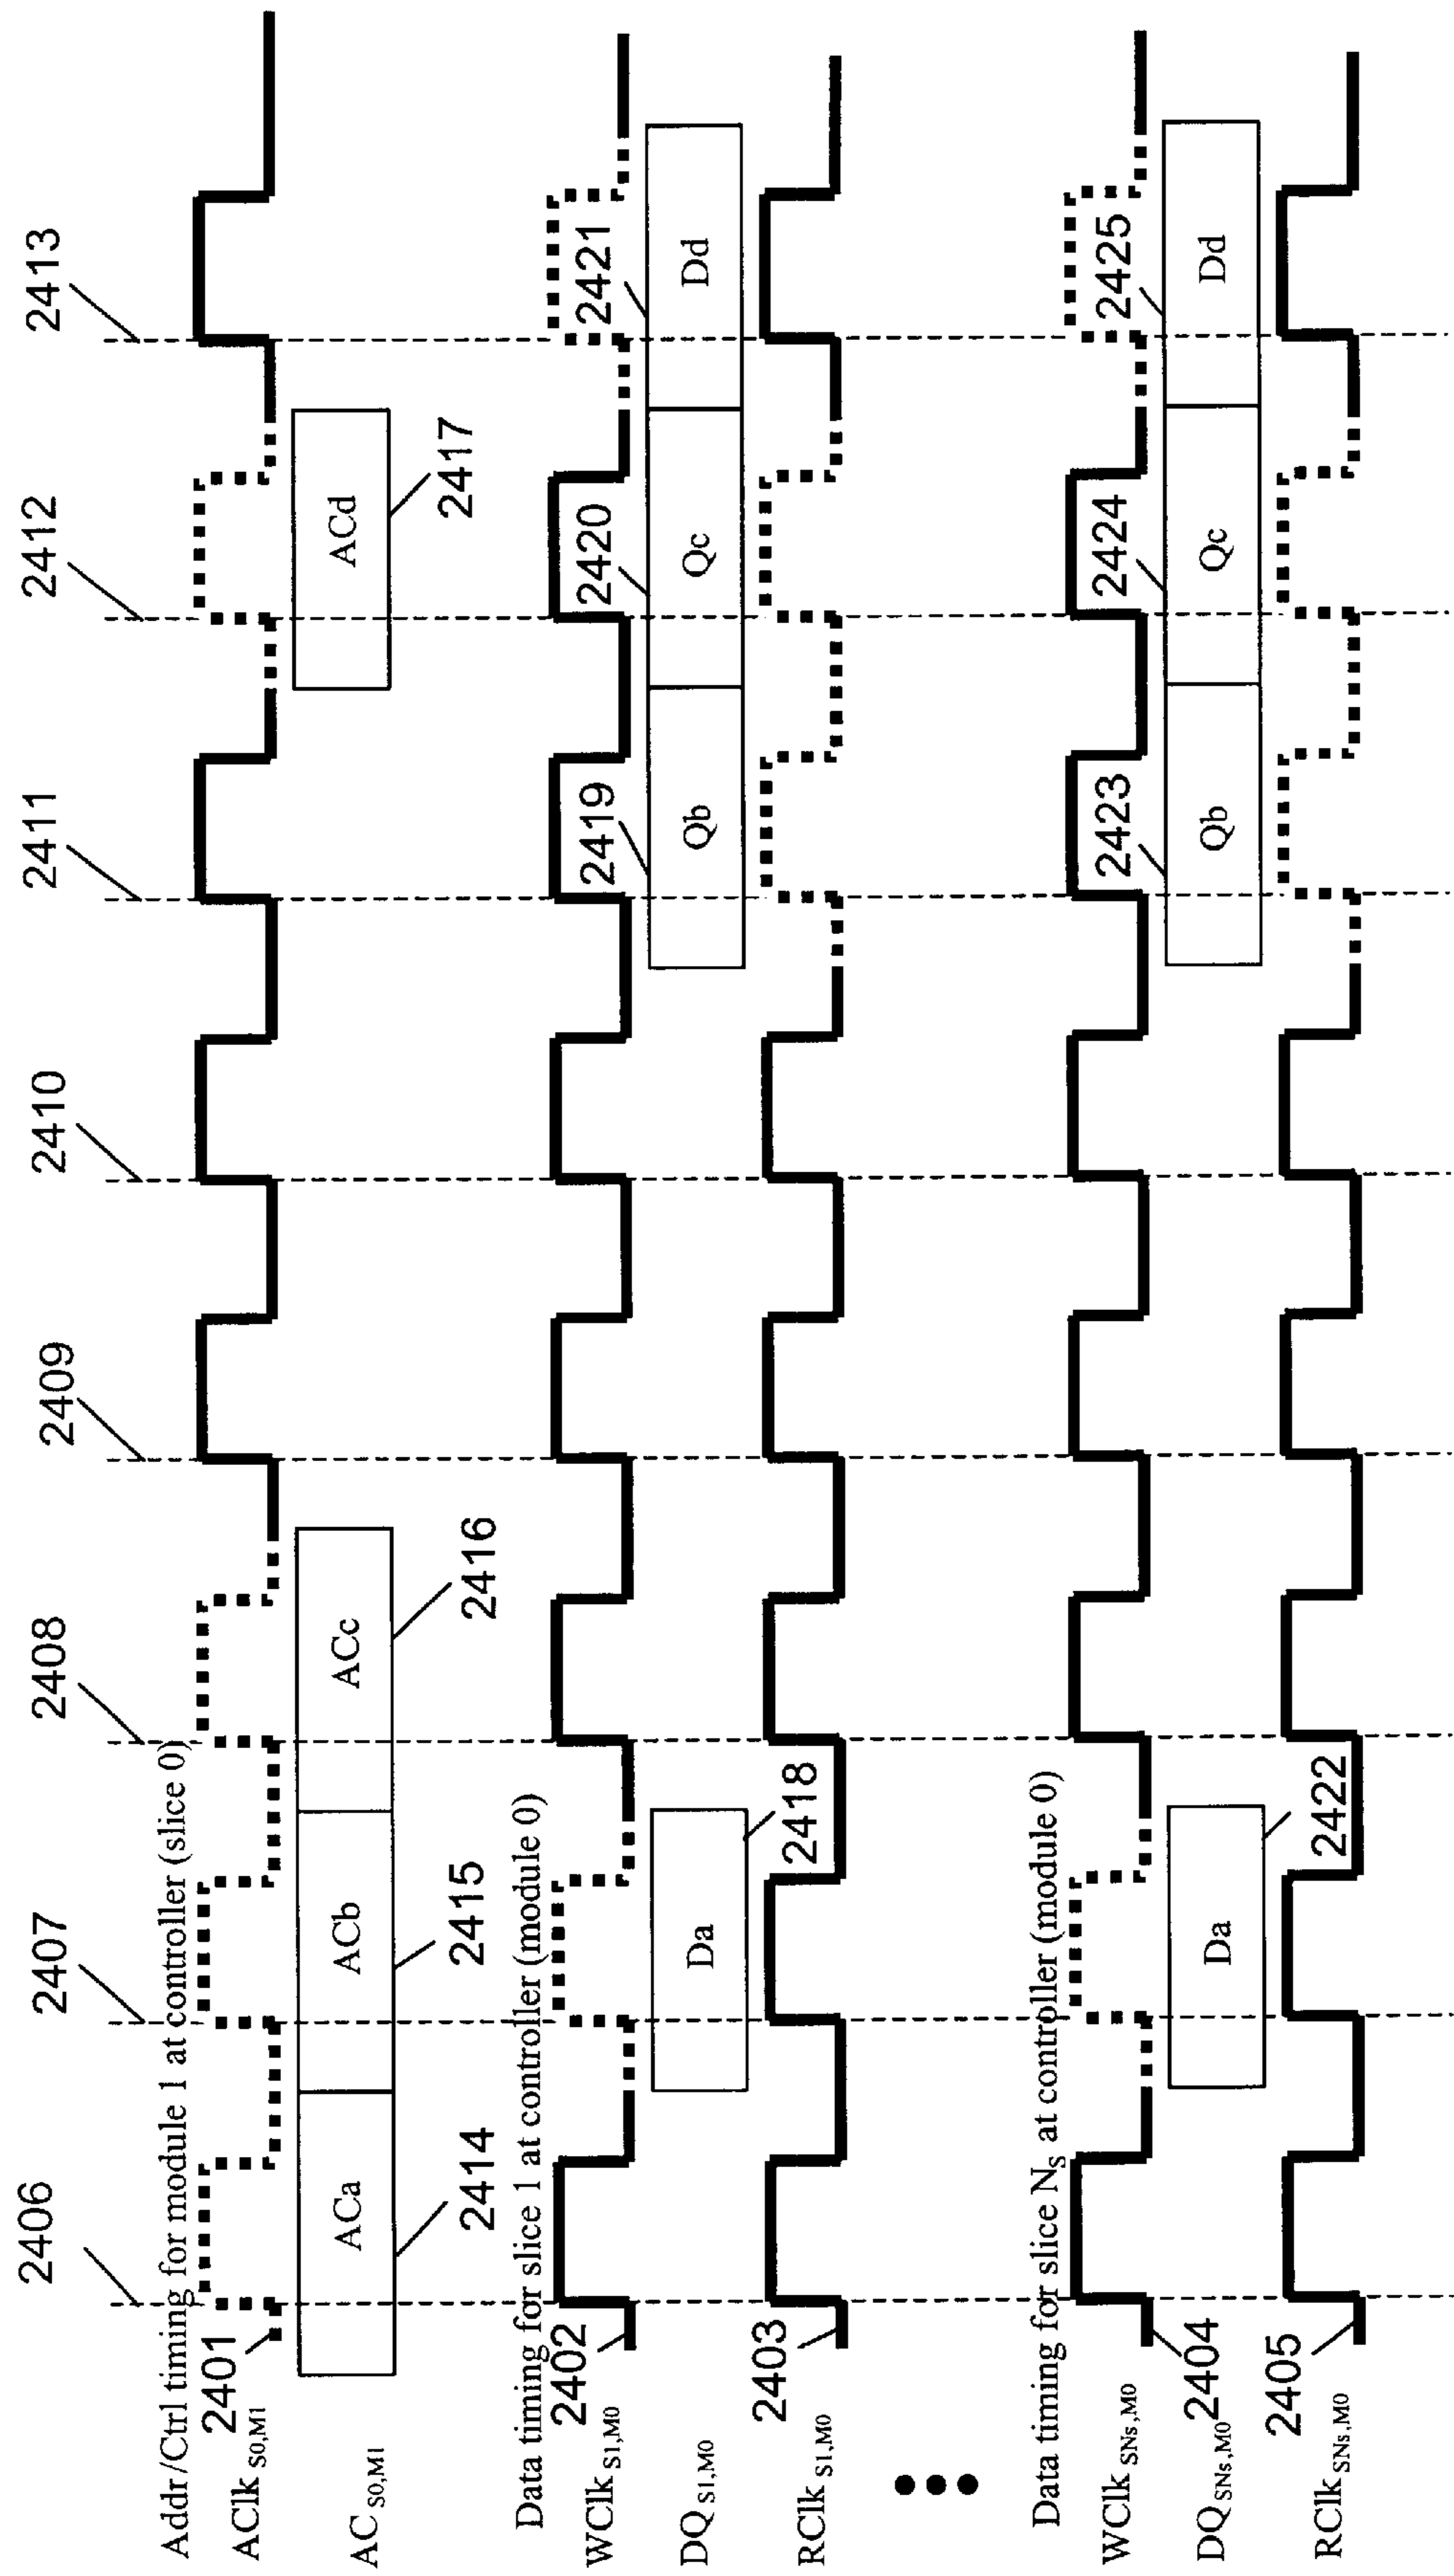 2406 2407 2408 2409 2410 2411 2412 2413
Addr/Ctrl timing for module 1 at controller (slice 0)
AClk S0,M1
2401
AC S0,M1
ACa ACb ACc ACd
2414 2415 2416 2417
Data timing for slice 1 at controller (module 0)
WClk S1,M0
2402
2419 2420 2421
DQ S1,M0
Da Qb Qc Dd
2418
RClk S1,M0
2403
Data timing for slice NS at controller (module 0)
WClk SNs,M0
2404
2423 2424 2425
DQ SNs,M0
Da Qb Qc Dd
2422
RClk SNs,M0
2405